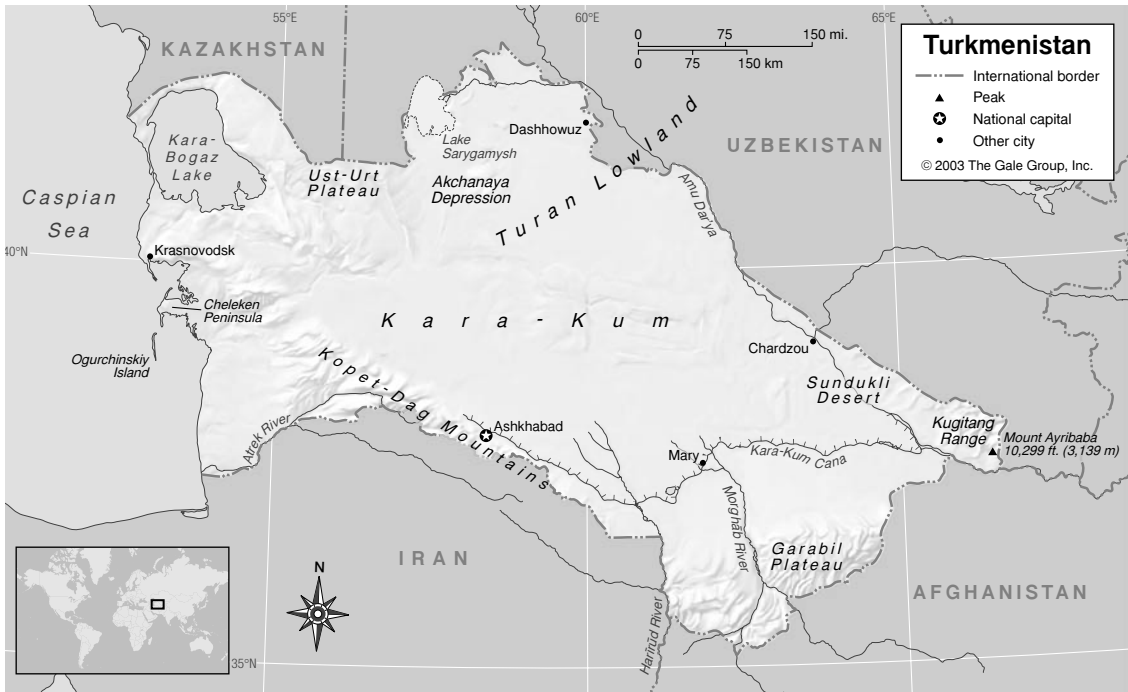 55°E
60°E
65°E
0 75 150 mi.
0 75 150 km
Turkmenistan
International border
Peak
National capital
Other city
© 2003 The Gale Group, Inc.
KAZAKHSTAN
UZBEKISTAN
Kara-
Bogaz
Lake
Lake
Sarygamysh
Dashhowuz
Ust-Urt
Plateau
Akchanaya
Depression
Turan Lowland
Amu Dar'ya
Caspian
Sea
40°N
Krasnovodsk
Cheleken
Peninsula
Ogurchinskiy
Island
Kara-Kum
Chardzou
Kopet-Dag Mountains
Sundukli
Desert
Atrek River
Ashkhabad
Kugitang
Range
Mount Ayribaba
10,299 ft. (3,139 m)
Mary
Kara-Kum Cana
Morghāb River
Garabil
Plateau
IRAN
AFGHANISTAN
N
Harīrūd River
35°N